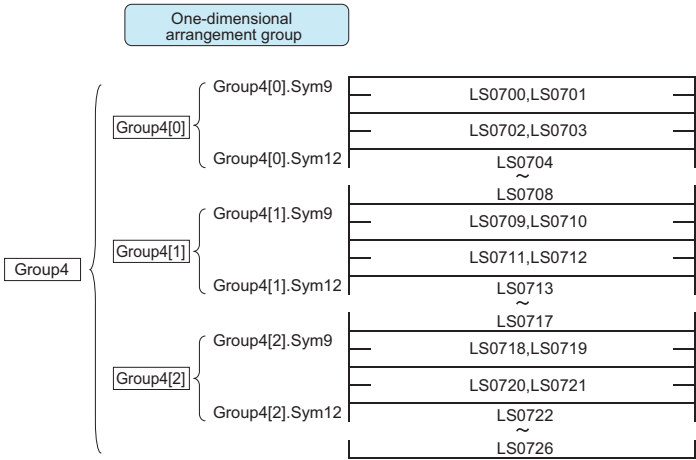 One-dimensional
arrangement group
Group4[0].Sym9
LS0700,LS0701
Group4[0]
LS0702,LS0703
Group4[0].Sym12
LS0704
~
LS0708
Group4[1].Sym9
LS0709,LS0710
Group4[1]
LS0711,LS0712
Group4
Group4[1].Sym12
LS0713
~
LS0717
Group4[2].Sym9
LS0718,LS0719
Group4[2]
LS0720,LS0721
Group4[2].Sym12
LS0722
~
LS0726